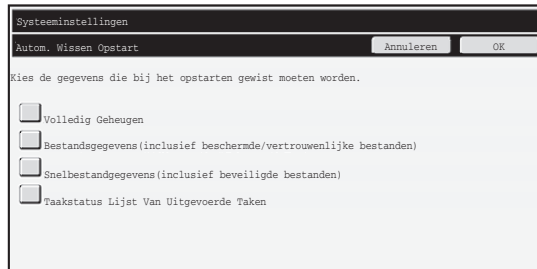 Systeeminstellingen
Autom. Wissen Opstart Annuleren OK
Kies de gegevens die bij het opstarten gewist moeten worden.
Volledig Geheugen
Bestandsgegevens(inclusief beschermde/vertrouwenlijke bestanden)
Snelbestandgegevens(inclusief beveiligde bestanden)
Taakstatus Lijst Van Uitgevoerde Taken